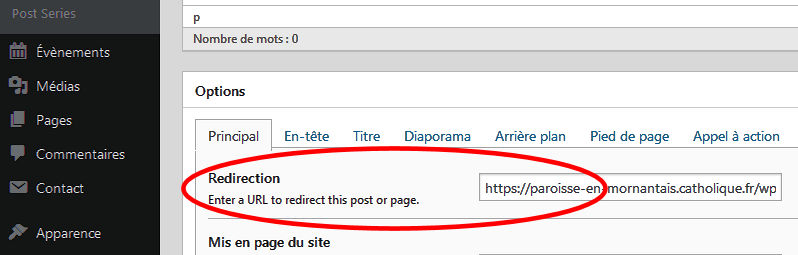 Post Series
Évènements
Médias
Pages
Commentaires
Contact
Apparence
p
Nombre de mots : 0
Options
Principal
En-tête
Titre
Diaporama
Arrière plan
Pied de page
Appel à action
Redirection
Enter a URL to redirect this post or page.
https://paroisse-en-mornantais.catholique.fr/wp
Mis en page du site